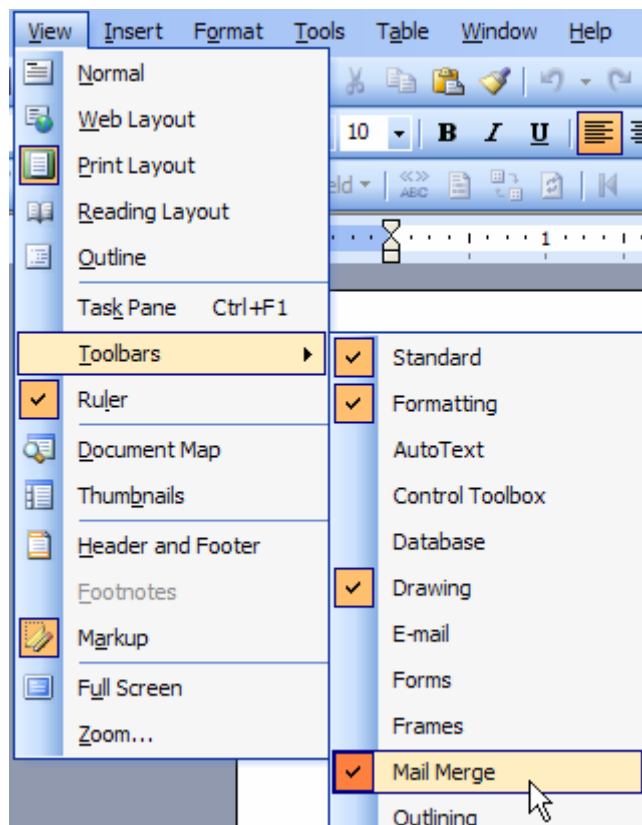 View Insert Format Tools Table Window Help
Normal
Web Layout
10 B I U
Print Layout
ABC
Reading Layout
1
Outline
Task Pane Ctrl+F1
Toolbars
Standard
Ruler
Formatting
Document Map
AutoText
Thumbnails
Control Toolbox
Header and Footer
Database
Footnotes
Drawing
Markup
E-mail
Full Screen
Forms
Zoom...
Frames
Mail Merge
Outlining